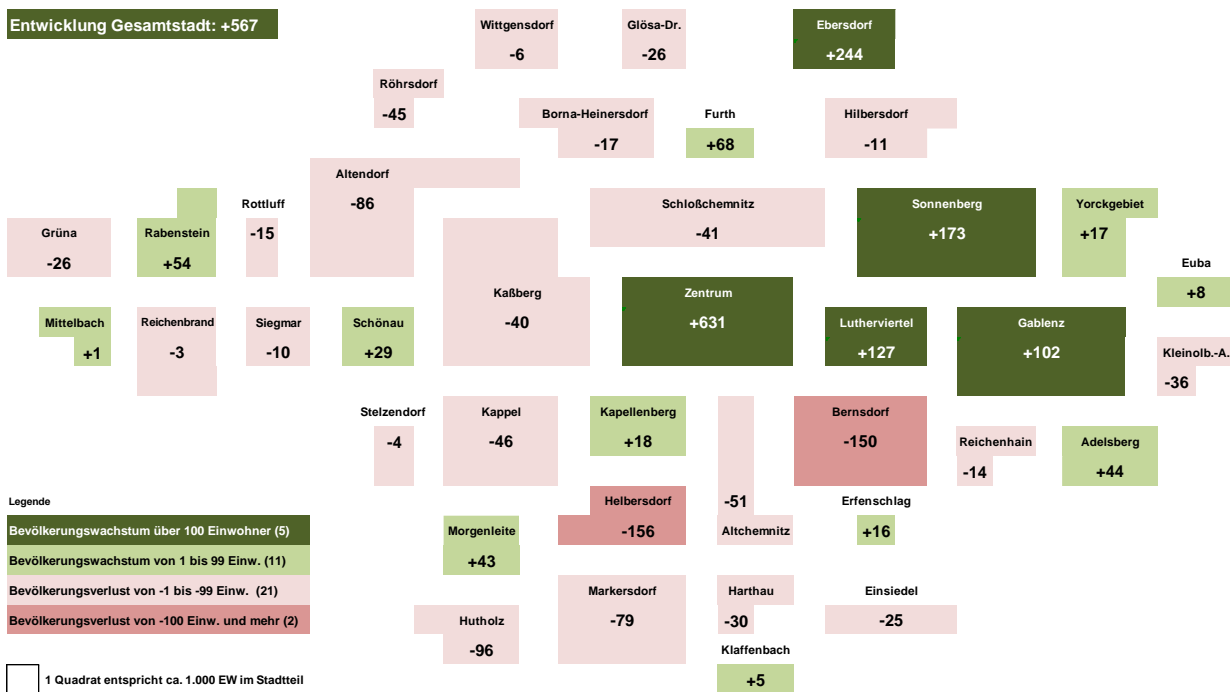 Entwicklung Gesamtstadt: +567
Wittgensdorf
-6
Glösa-Dr.
-26
Ebersdorf
+244
Röhrsdorf
-45
Borna-Heinersdorf
-17
Furth
+68
Hilbersdorf
-11
Altendorf
-86
Grüna
-26
Rabenstein
+54
Rottluff
-15
Schloßchemnitz
-41
Sonnenberg
+173
Yorckgebiet
+17
Euba
+8
Mittelbach
+1
Reichenbrand
-3
Siegmar
-10
Schönau
+29
Kaßberg
-40
Zentrum
+631
Lutherviertel
+127
Gablenz
+102
Kleinolb.-A.
-36
Stelzendorf
-4
Kappel
-46
Kapellenberg
+18
Bernsdorf
-150
Reichenhain
-14
Adelsberg
+44
Helbersdorf
-156
-51
Altchemnitz
Erfenschlag
+16
Morgenleite
+43
Markersdorf
-79
Harthau
-30
Einsiedel
-25
Hutholz
-96
Klaffenbach
+5
Legende
Bevölkerungswachstum über 100 Einwohner (5)
Bevölkerungswachstum von 1 bis 99 Einw. (11)
Bevölkerungsverlust von -1 bis -99 Einw. (21)
Bevölkerungsverlust von -100 Einw. und mehr (2)
1 Quadrat entspricht ca. 1.000 EW im Stadtteil